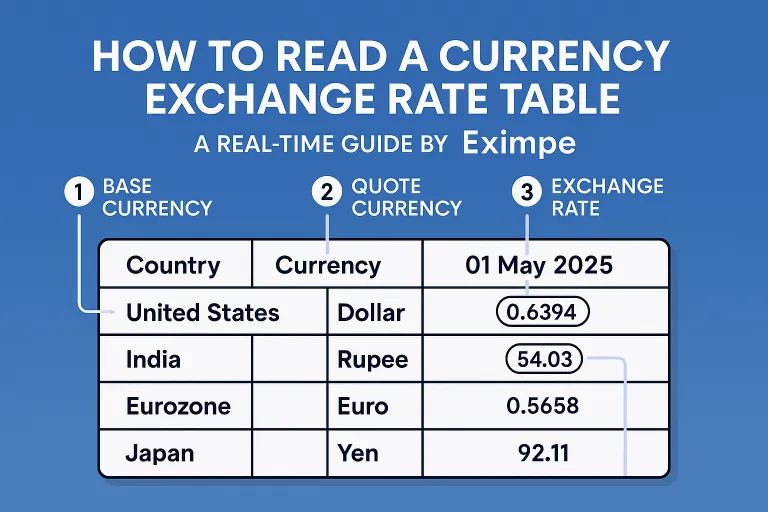 HOW TO READ A CURRENCY
EXCHANGE RATE TABLE
A REAL-TIME GUIDE BY Eximpe
1 BASE CURRENCY
2 QUOTE CURRENCY
3 EXCHANGE RATE
Country Currency 01 May 2025
United States Dollar 0.6394
India Rupee 54.03
Eurozone Euro 0.5658
Japan Yen 92.11